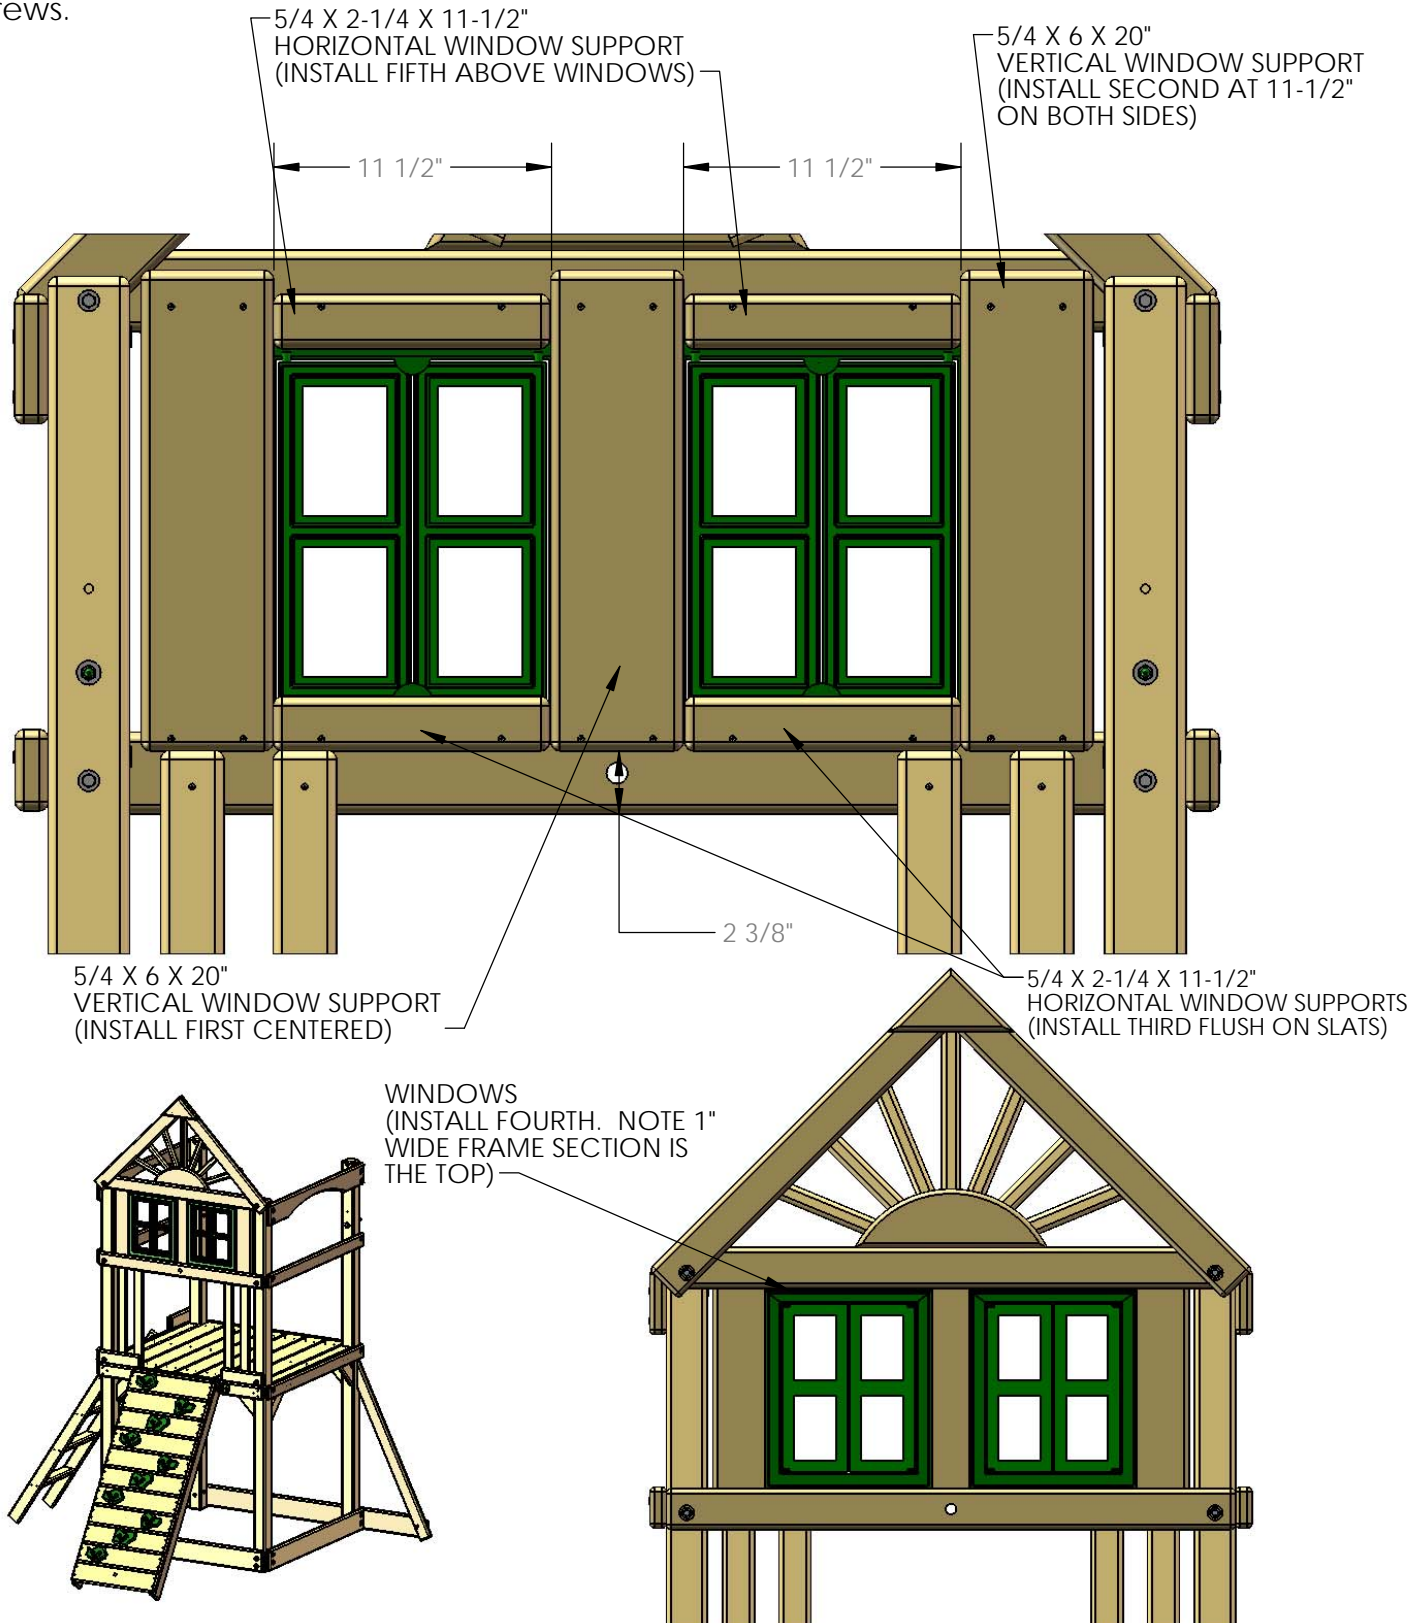 5/4 X 2-1/4 X 11-1/2"
HORIZONTAL WINDOW SUPPORT
(INSTALL FIFTH ABOVE WINDOWS)
5/4 X 6 X 20"
VERTICAL WINDOW SUPPORT
(INSTALL SECOND AT 11-1/2"
ON BOTH SIDES)
11 1/2"
11 1/2"
2 3/8"
5/4 X 6 X 20"
VERTICAL WINDOW SUPPORT
(INSTALL FIRST CENTERED)
5/4 X 2-1/4 X 11-1/2"
HORIZONTAL WINDOW SUPPORTS
(INSTALL THIRD FLUSH ON SLATS)
WINDOWS
(INSTALL FOURTH.  NOTE 1"
WIDE FRAME SECTION IS
THE TOP)